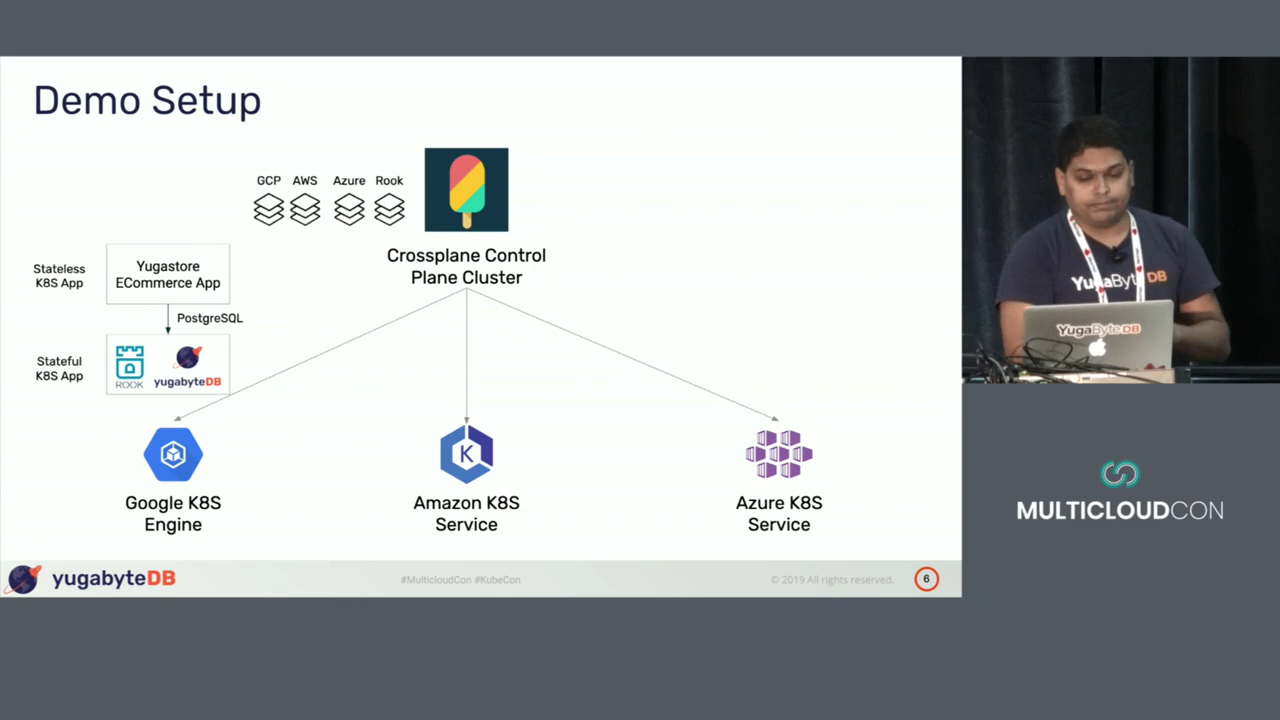 Demo Setup
GCP AWS Azure Rook
Crossplane Control
Plane Cluster
Stateless
K8S App
Yugastore
ECommerce App
PostgreSQL
Stateful
K8S App
ROOK
yugabyteDB
Google K8S
Engine
Amazon K8S
Service
Azure K8S
Service
yugabyteDB
#MulticloudCon #KubeCon
© 2019 All rights reserved.
6
YugaByte DB
YugaByteDB
MULTICLOUDCON